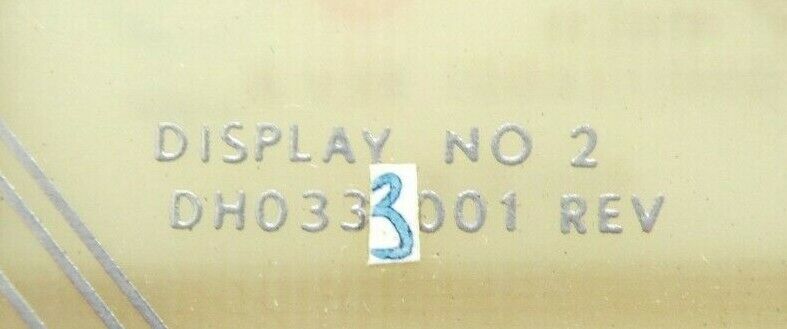 DISPLAY NO 2
DH0333001 REV